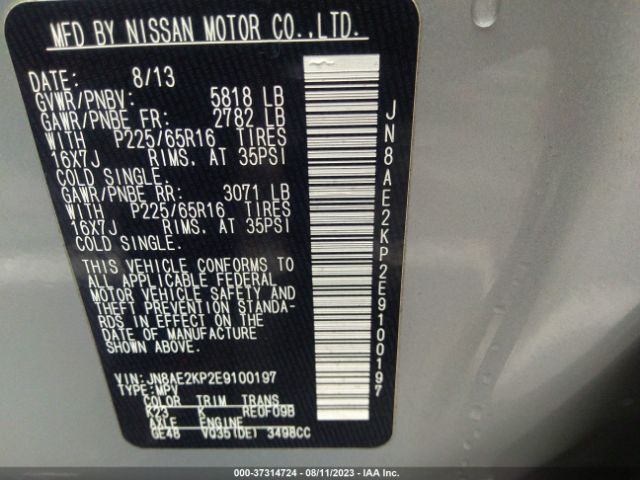 MFD BY NISSAN MOTOR CO.,LTD.
DATE: 8/13
GVWR/PNBV: 5818 LB
GAWR/PNBE FR: 2782 LB
WITH P225/65R16 TIRES
16X7J RIMS. AT 35PSI
COLD SINGLE.
GAWR/PNBE RR: 3071 LB
WITH P225/65R16 TIRES
16X7J RIMS. AT 35PSI
COLD SINGLE.
THIS VEHICLE CONFORMS TO
ALL APPLICABLE FEDERAL
MOTOR VEHICLE SAFETY AND
THEFT PREVENTION STANDA-
RDS IN EFFECT ON THE
DATE OF MANUFACTURE
SHOWN ABOVE.
VIN: JN8AE2KP2E9100197
TYPE: MPV
COLOR TRIM TRANS
K23 K RE0F09B
AXLE ENGINE
GE48 VQ35(DE) 3498CC
JN8AE2KP2E9100197
000-37314724 - 08/11/2023 - IAA Inc.